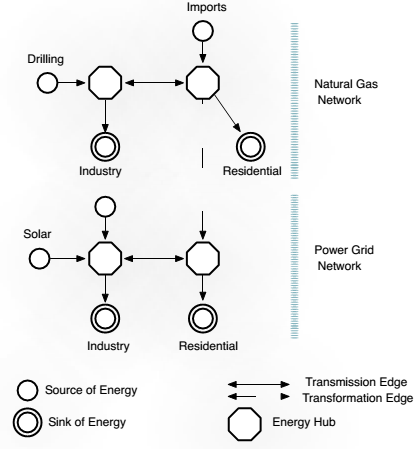 Imports
Drilling
Natural Gas
Network
Industry
Residential
Solar
Power Grid
Network
Industry
Residential
Source of Energy
Transmission Edge
Transformation Edge
Sink of Energy
Energy Hub